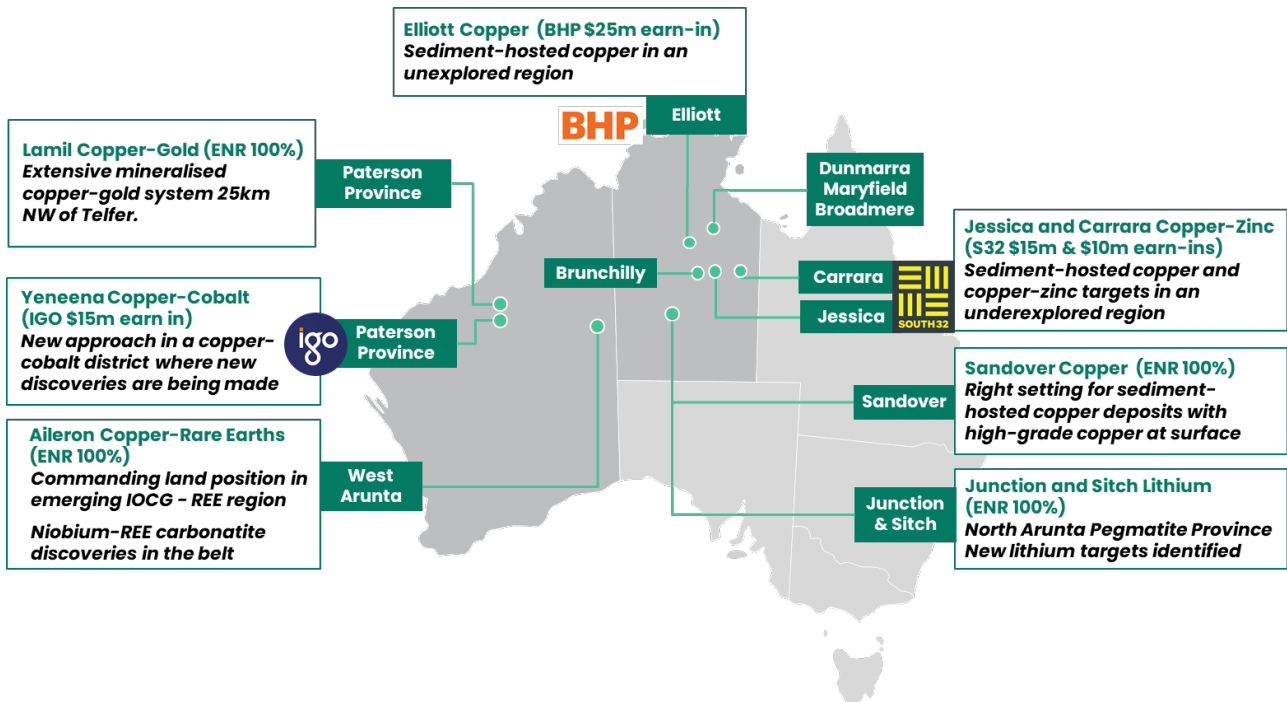 Elliott Copper (BHP $25m earn-in)
Sediment-hosted copper in an
unexplored region
BHP
Elliott
Lamil Copper-Gold (ENR 100%)
Extensive mineralised
copper-gold system 25km
NW of Telfer.
Paterson
Province
Dunmarra
Maryfield
Broadmere
Jessica and Carrara Copper-Zinc
(S32 $15m & $10m earn-ins)
Sediment-hosted copper and
copper-zinc targets in an
underexplored region
Brunchilly
Carrara
Jessica
SOUTH32
Yeneena Copper-Cobalt
(IGO $15m earn in)
New approach in a copper-
cobalt district where new
discoveries are being made
igo
Paterson
Province
Sandover Copper (ENR 100%)
Right setting for sediment-
hosted copper deposits with
high-grade copper at surface
Sandover
Aileron Copper-Rare Earths
(ENR 100%)
Commanding land position in
emerging IOCG - REE region
Niobium-REE carbonatite
discoveries in the belt
West
Arunta
Junction
& Sitch
Junction and Sitch Lithium
(ENR 100%)
North Arunta Pegmatite Province
New lithium targets identified